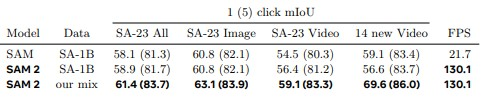 1 (5) click mIoU
Model Data SA-23 All SA-23 Image SA-23 Video 14 new Video FPS
SAM SA-1B 58.1 (81.3) 60.8 (82.1) 54.5 (80.3) 59.1 (83.4) 21.7
SAM 2 SA-1B 58.9 (81.7) 60.8 (82.1) 56.4 (81.2) 56.6 (83.7) 130.1
SAM 2 our mix 61.4 (83.7) 63.1 (83.9) 59.1 (83.3) 69.6 (86.0) 130.1